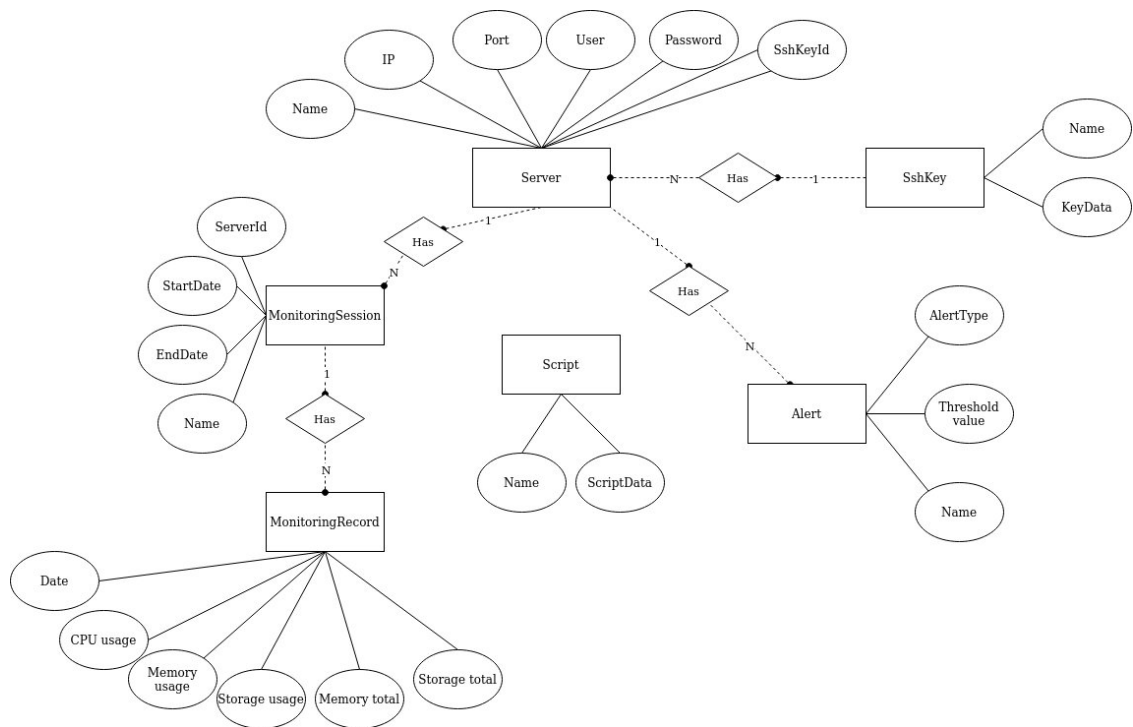 Port
User
Password
SshKeyId
IP
Name
Name
Server
N
Has
1
SshKey
KeyData
ServerId
1
Has
1
StartDate
N
Has
MonitoringSession
AlertType
EndDate
1
N
Script
Name
Has
Alert
Threshold
value
N
Name
ScriptData
Name
MonitoringRecord
Date
CPU usage
Memory
usage
Storage usage
Memory total
Storage total